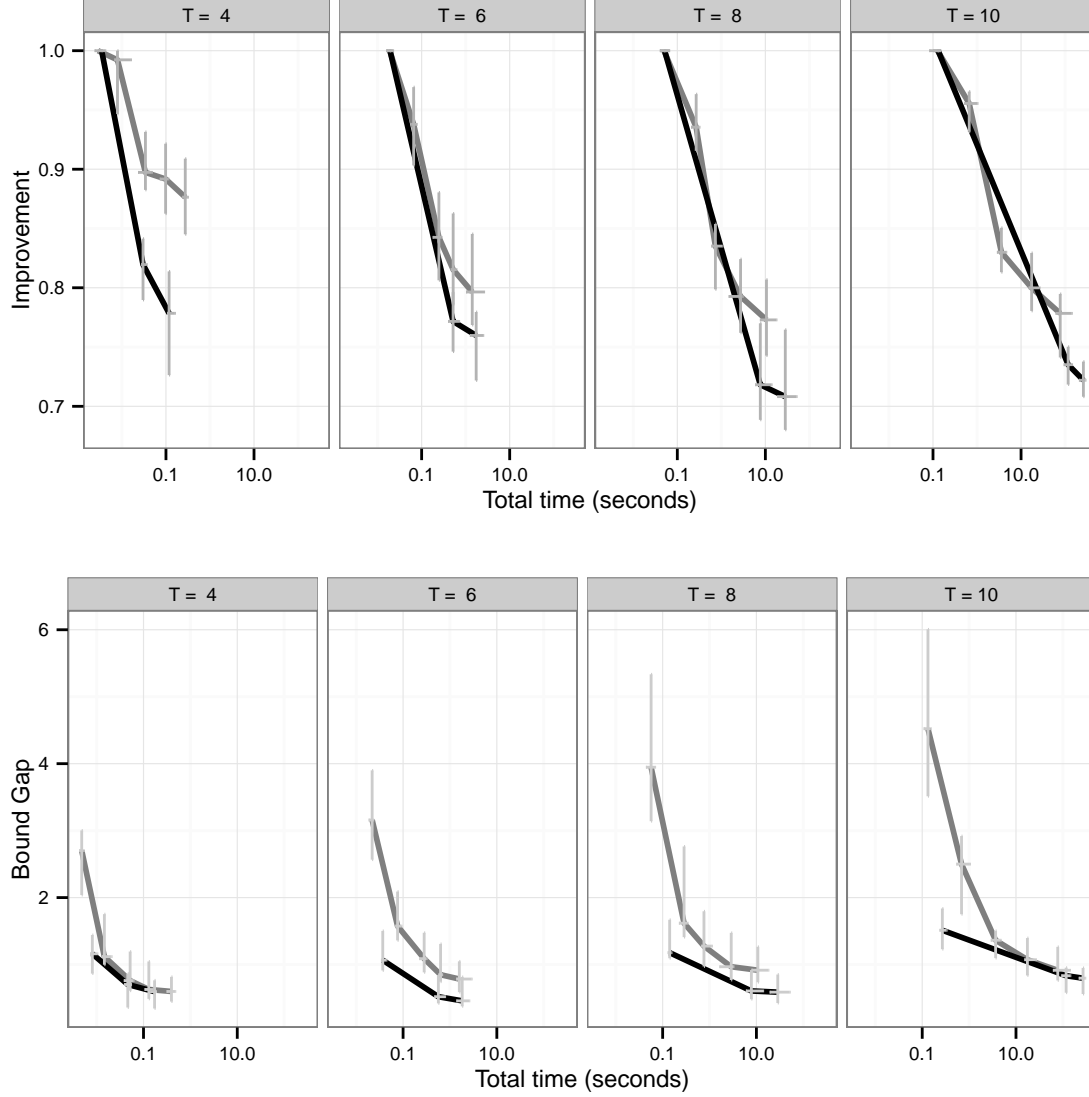 T = 4 T = 6 T = 8 T = 10
1.0
0.9
0.8
0.7
Improvement
0.1 10.0 0.1 10.0 0.1 10.0 0.1 10.0
Total time (seconds)
T = 4 T = 6 T = 8 T = 10
6
4
2
Bound Gap
0.1 10.0 0.1 10.0 0.1 10.0 0.1 10.0
Total time (seconds)